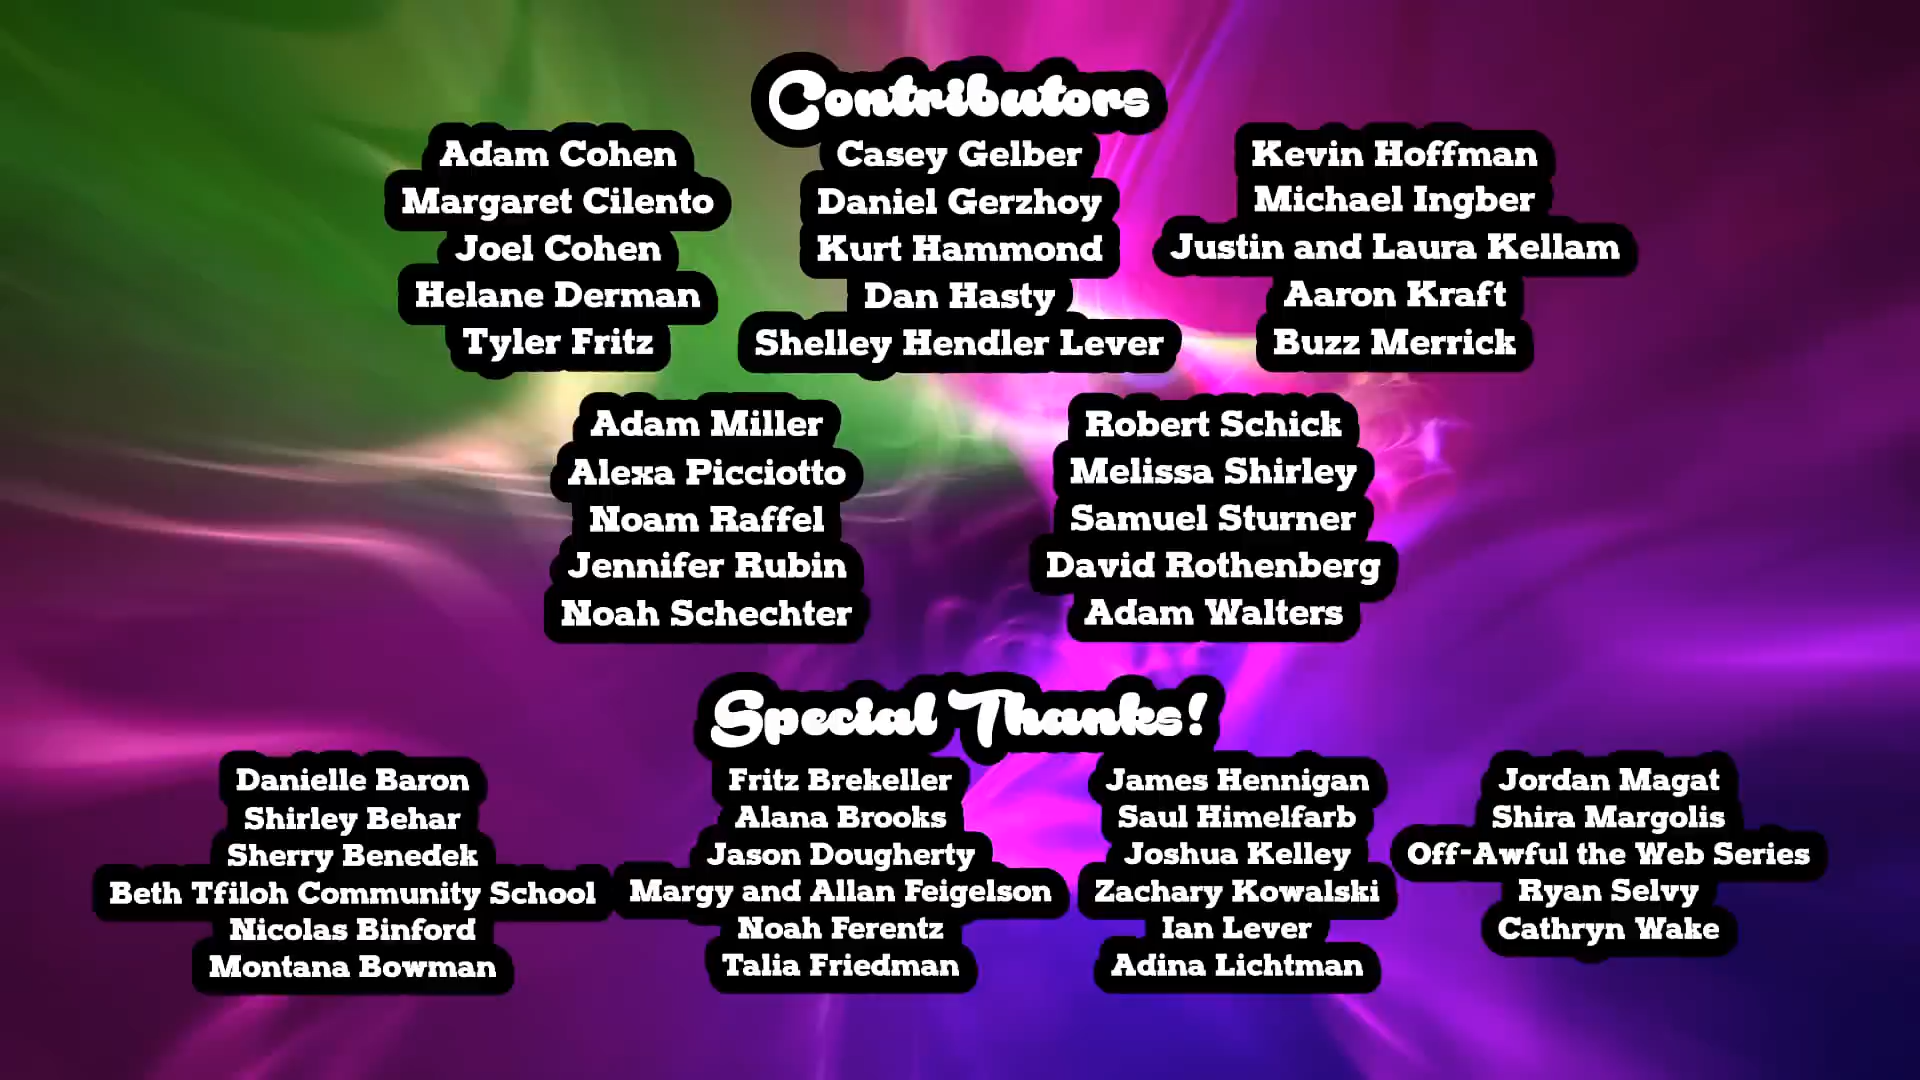 Contributors
Adam Cohen
Margaret Cilento
Joel Cohen
Helane Derman
Tyler Fritz
Casey Gelber
Daniel Gerzhoy
Kurt Hammond
Dan Hasty
Shelley Hendler Lever
Kevin Hoffman
Michael Ingber
Justin and Laura Kellam
Aaron Kraft
Buzz Merrick
Adam Miller
Alexa Picciotto
Noam Raffel
Jennifer Rubin
Noah Schechter
Robert Schick
Melissa Shirley
Samuel Sturner
David Rothenberg
Adam Walters
Special Thanks!
Danielle Baron
Shirley Behar
Sherry Benedek
Beth Tfiloh Community School
Nicolas Binford
Montana Bowman
Fritz Brekeller
Alana Brooks
Jason Dougherty
Margy and Allan Feigelson
Noah Ferentz
Talia Friedman
James Hennigan
Saul Himelfarb
Joshua Kelley
Zachary Kowalski
Ian Lever
Adina Lichtman
Jordan Magat
Shira Margolis
Off-Awful the Web Series
Ryan Selvy
Cathryn Wake